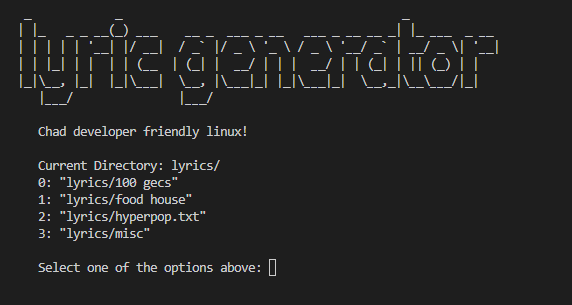 lyric generator
Chad developer friendly linux!
Current Directory: lyrics/
0: "lyrics/100 gecs"
1: "lyrics/food house"
2: "lyrics/hyperpop.txt"
3: "lyrics/misc"
Select one of the options above: